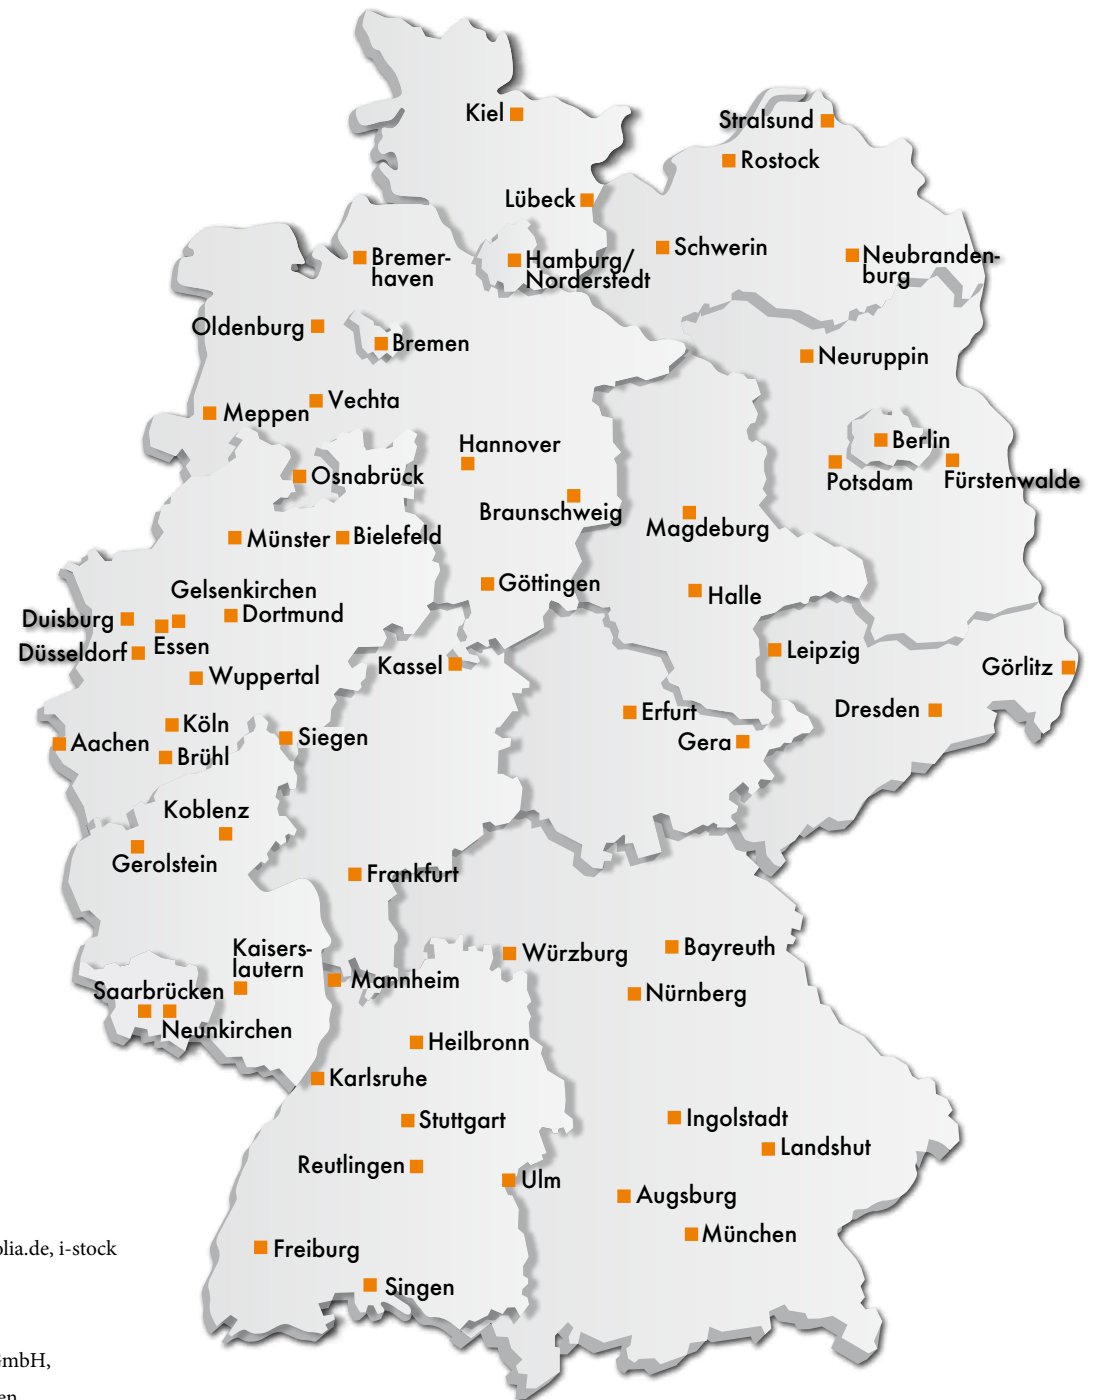 Kiel
Stralsund
Rostock
Lübeck
Schwerin
Bremer-
haven
Hamburg/
Norderstedt
Neubranden-
burg
Oldenburg
Bremen
Neuruppin
Vechta
Meppen
Hannover
Berlin
Osnabrück
Potsdam
Fürstenwalde
Braunschweig
Magdeburg
Münster
Bielefeld
Göttingen
Gelsenkirchen
Halle
Duisburg
Dortmund
Essen
Düsseldorf
Leipzig
Kassel
Görlitz
Wuppertal
Erfurt
Dresden
Köln
Siegen
Gera
Aachen
Brühl
Koblenz
Gerolstein
Frankfurt
Kaisers-
lautern
Würzburg
Bayreuth
Mannheim
Saarbrücken
Nürnberg
Neunkirchen
Heilbronn
Karlsruhe
Stuttgart
Ingolstadt
Landshut
Reutlingen
Ulm
Augsburg
München
lia.de, i-stock
Freiburg
Singen
mbH,
en